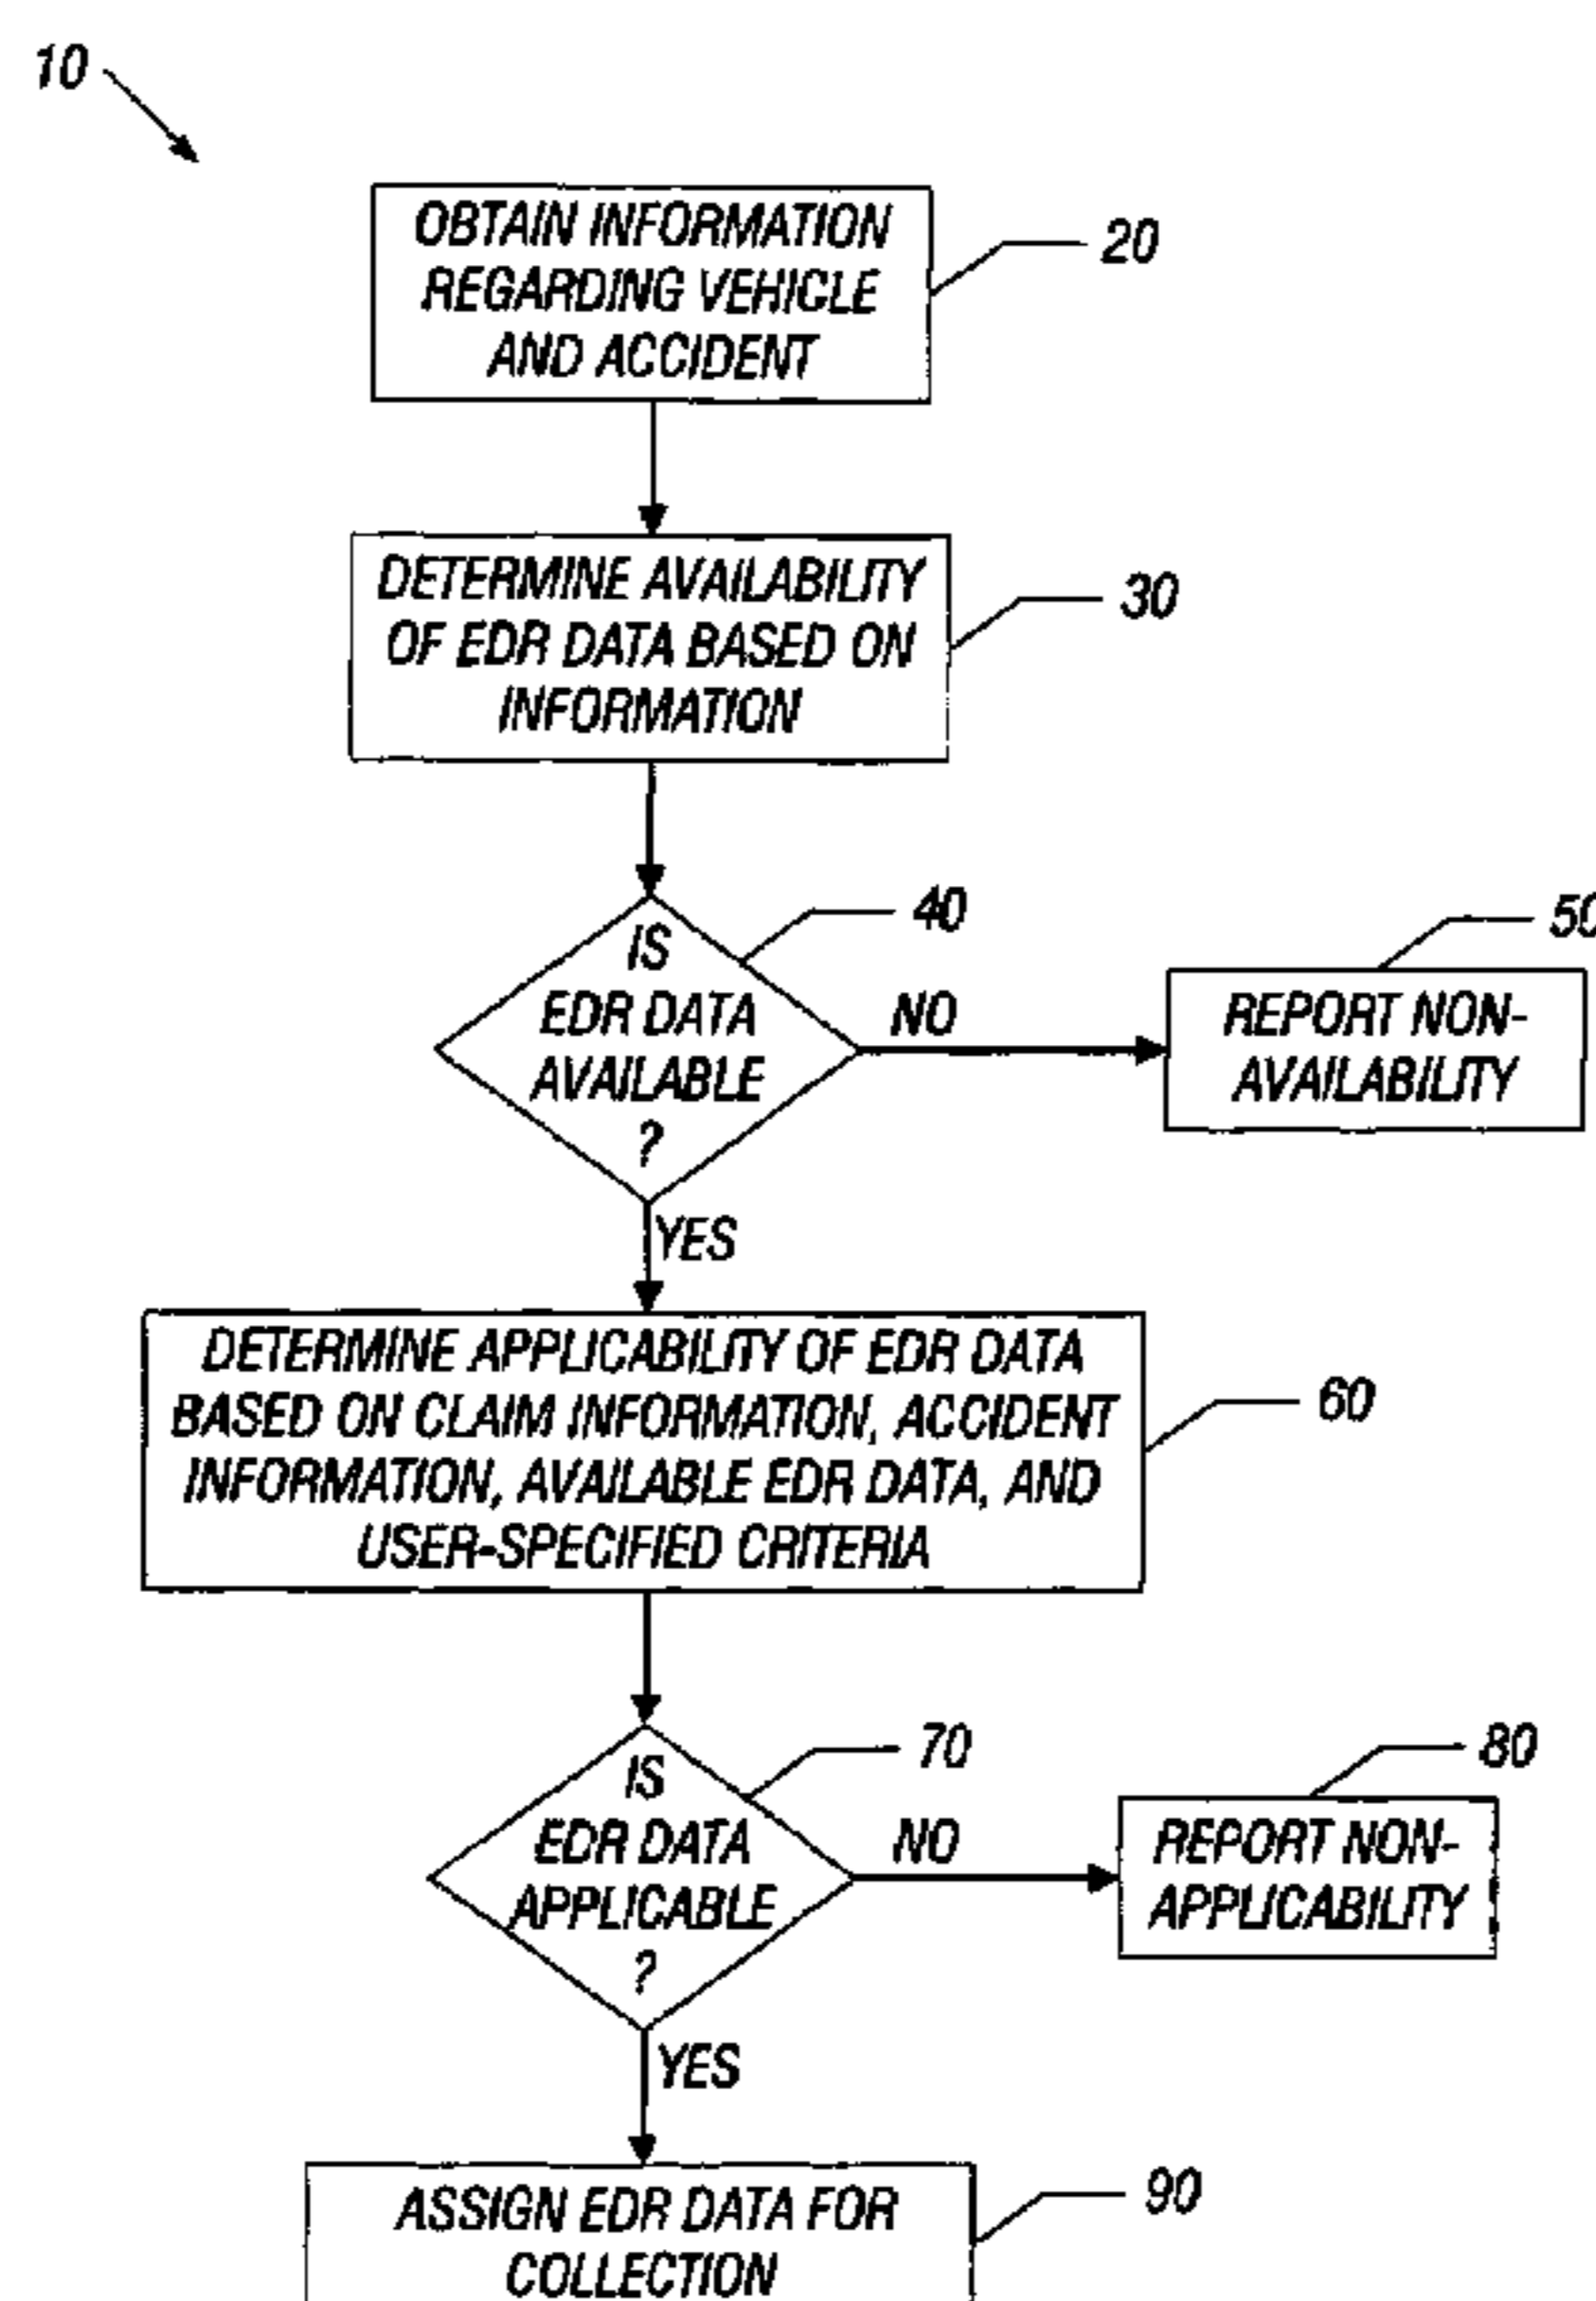 10
OBTAIN INFORMATION
REGARDING VEHICLE
AND ACCIDENT
20
DETERMINE AVAILABILITY
OF EDR DATA BASED ON
INFORMATION
30
IS
EDR DATA
AVAILABLE
?
40
NO
50
REPORT NON-
AVAILABILITY
YES
DETERMINE APPLICABILITY OF EDR DATA
BASED ON CLAIM INFORMATION, ACCIDENT
INFORMATION, AVAILABLE EDR DATA, AND
USER-SPECIFIED CRITERIA
60
IS
EDR DATA
APPLICABLE
?
70
NO
80
REPORT NON-
APPLICABILITY
YES
ASSIGN EDR DATA FOR
COLLECTION
90